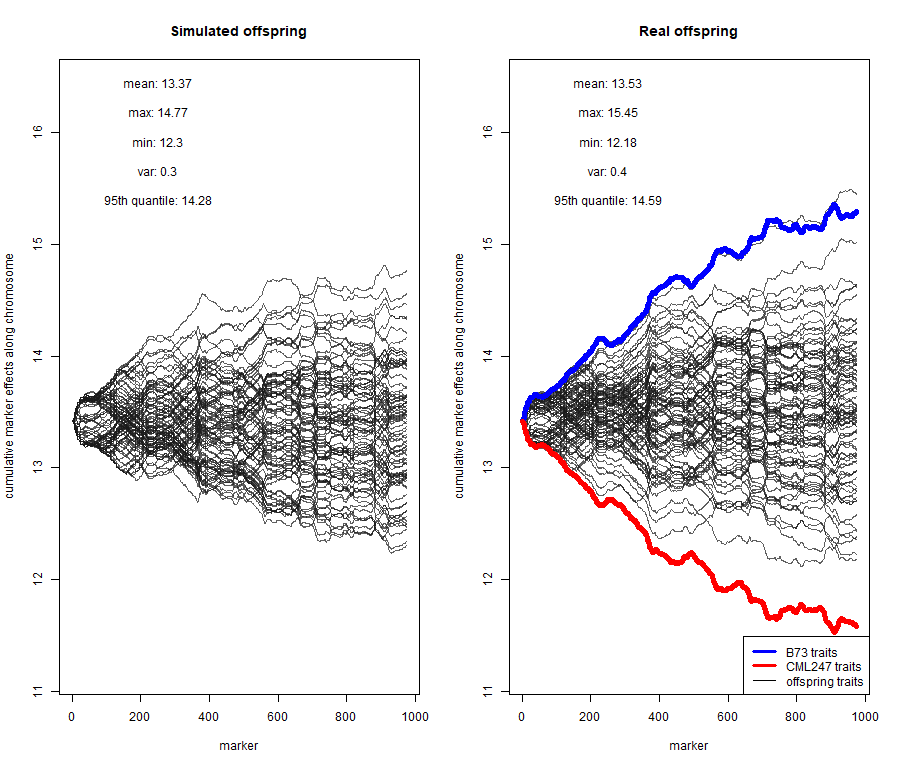 Simulated offspring
mean: 13.37
max: 14.77
min: 12.3
var: 0.3
95th quantile: 14.28
cumulative marker effects along chromosome
16
15
14
13
12
11
0 200 400 600 800 1000
marker
Real offspring
mean: 13.53
max: 15.45
min: 12.18
var: 0.4
95th quantile: 14.59
cumulative marker effects along chromosome
16
15
14
13
12
11
B73 traits
CML247 traits
offspring traits
0 200 400 600 800 1000
marker